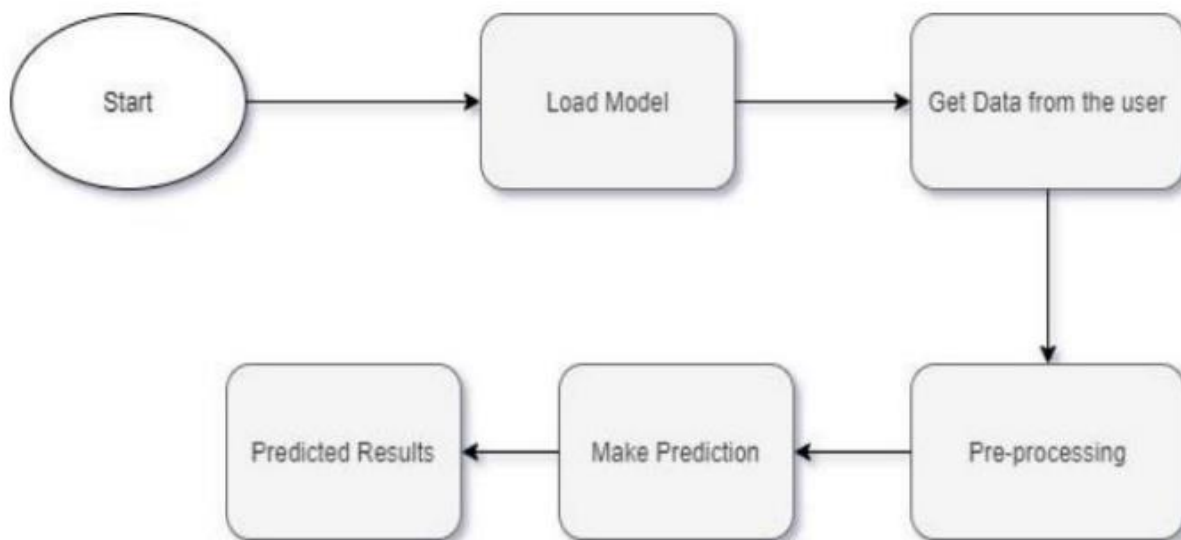 Start
Load Model
Get Data from the user
Pre-processing
Make Prediction
Predicted Results